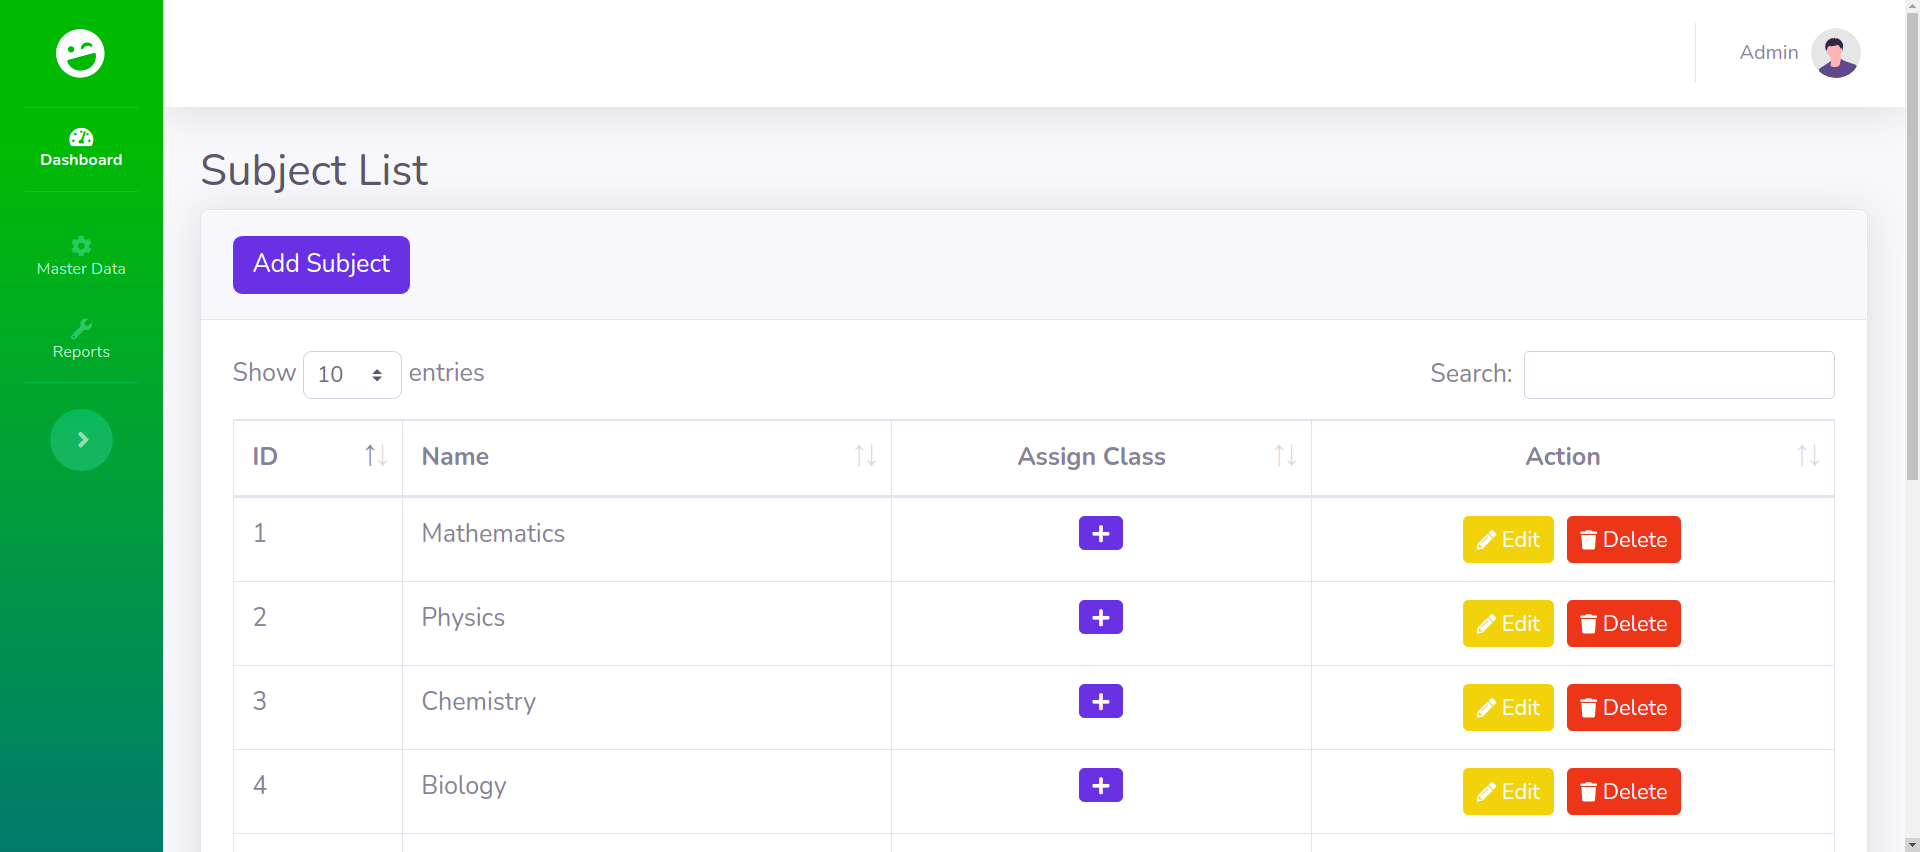 Admin
Dashboard
Master Data
Reports
Subject List
Add Subject
Show 10 entries
Search:
ID Name Assign Class Action
1 Mathematics Edit Delete
2 Physics Edit Delete
3 Chemistry Edit Delete
4 Biology Edit Delete